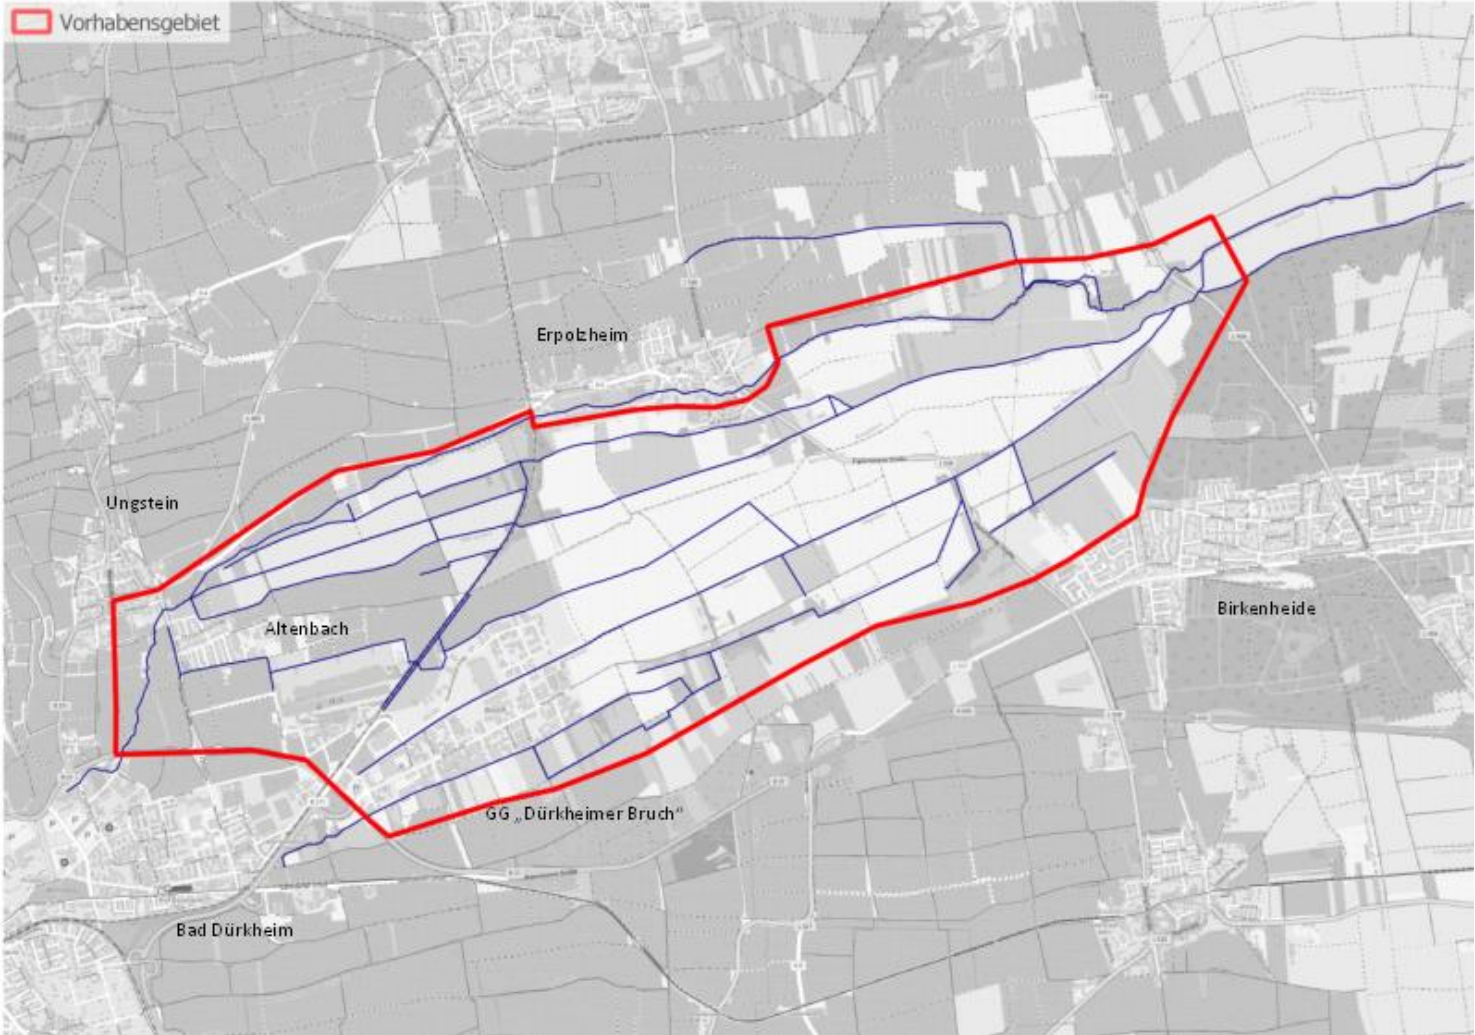 Vorhabensgebiet
Erpolzheim
Ungstein
Altenbach
Birkenheide
GG „Dürkheimer Bruch“
Bad Dürkheim